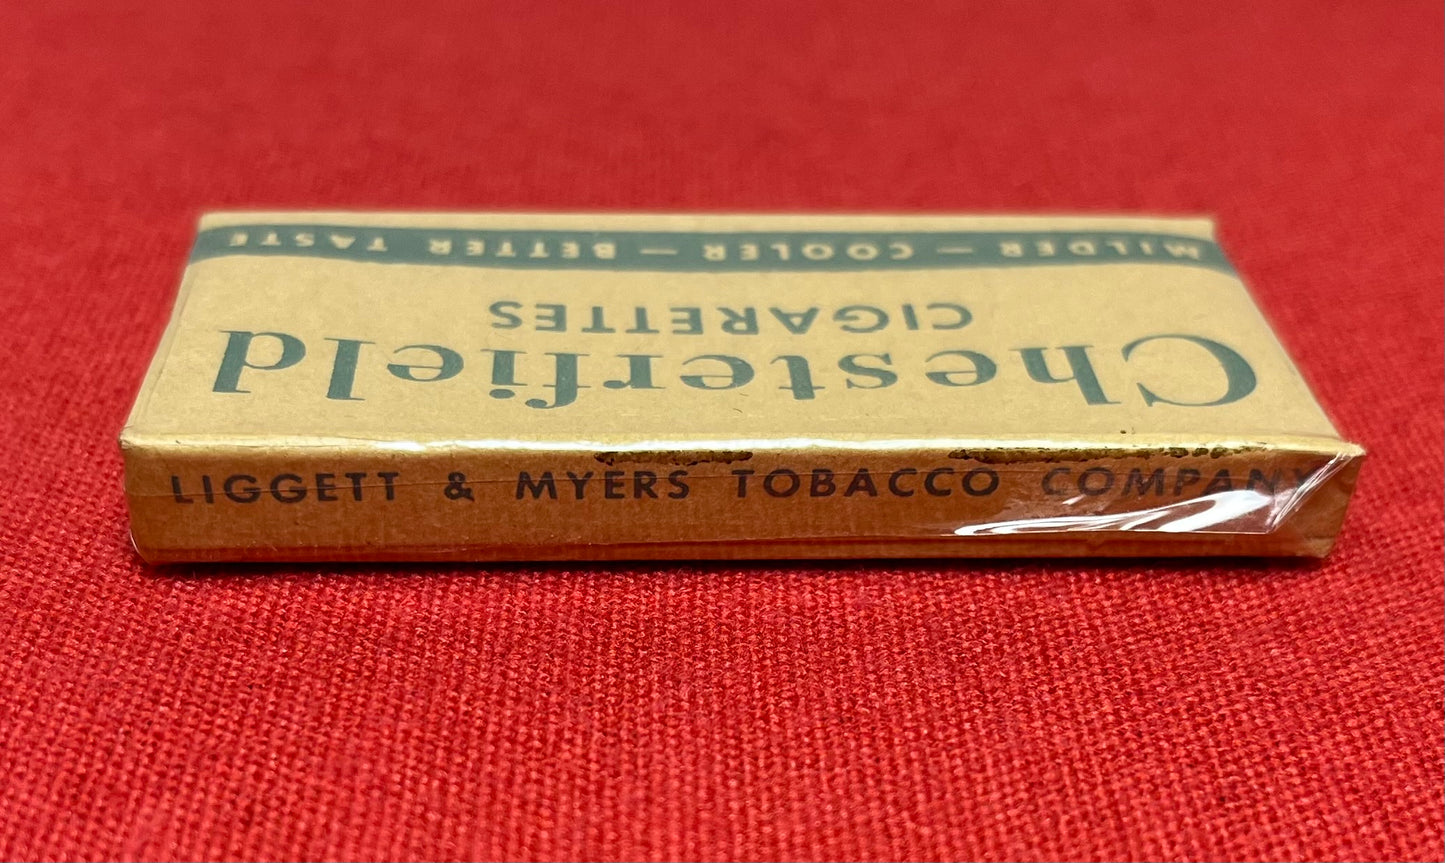 Chesterfield
CIGARETTES
MILDER — COOLER — BETTER TASTE
LIGGETT & MYERS TOBACCO COMPANY